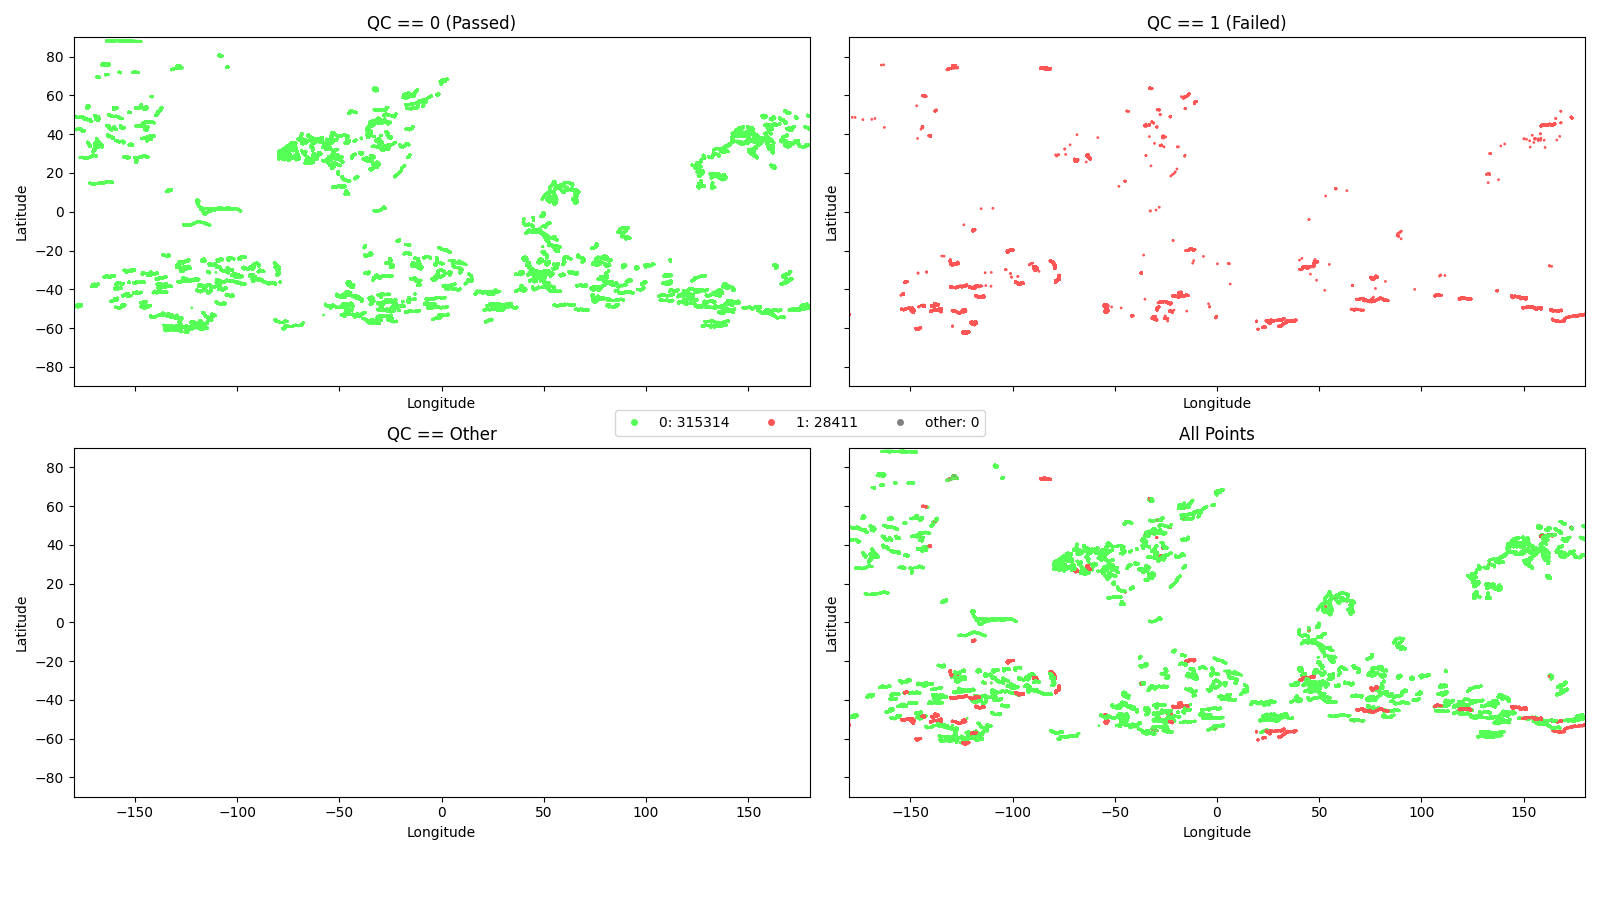 QC == 0 (Passed)
QC == 1 (Failed)
80
60
40
20
0
−20
−40
−60
−80
Latitude
Latitude
Longitude
Longitude
0: 315314
1: 28411
other: 0
QC == Other
All Points
80
60
40
20
0
−20
−40
−60
−80
Latitude
Latitude
−150
−100
−50
0
50
100
150
−150
−100
−50
0
50
100
150
Longitude
Longitude